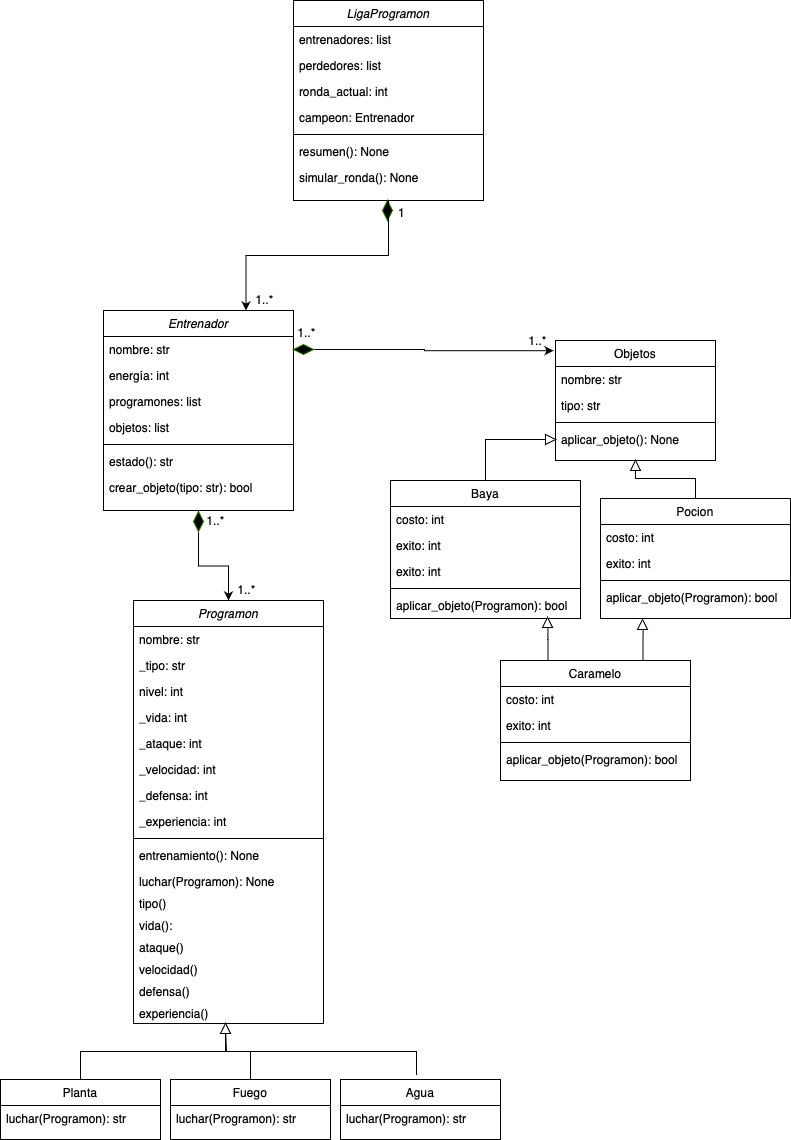 LigaProgramon
entrenadores: list
perdedores: list
ronda_actual: int
campeon: Entrenador
resumen(): None
simular_ronda(): None
1
1..*
Entrenador
nombre: str
energía: int
programones: list
objetos: list
estado(): str
crear_objeto(tipo: str): bool
1..*
1..*
Objetos
nombre: str
tipo: str
aplicar_objeto(): None
Baya
costo: int
exito: int
exito: int
aplicar_objeto(Programon): bool
Pocion
costo: int
exito: int
aplicar_objeto(Programon): bool
Caramelo
costo: int
exito: int
aplicar_objeto(Programon): bool
1..*
1..*
Programon
nombre: str
_tipo: str
nivel: int
_vida: int
_ataque: int
_velocidad: int
_defensa: int
_experiencia: int
entrenamiento(): None
luchar(Programon): None
tipo()
vida():
ataque()
velocidad()
defensa()
experiencia()
Planta
luchar(Programon): str
Fuego
luchar(Programon): str
Agua
luchar(Programon): str